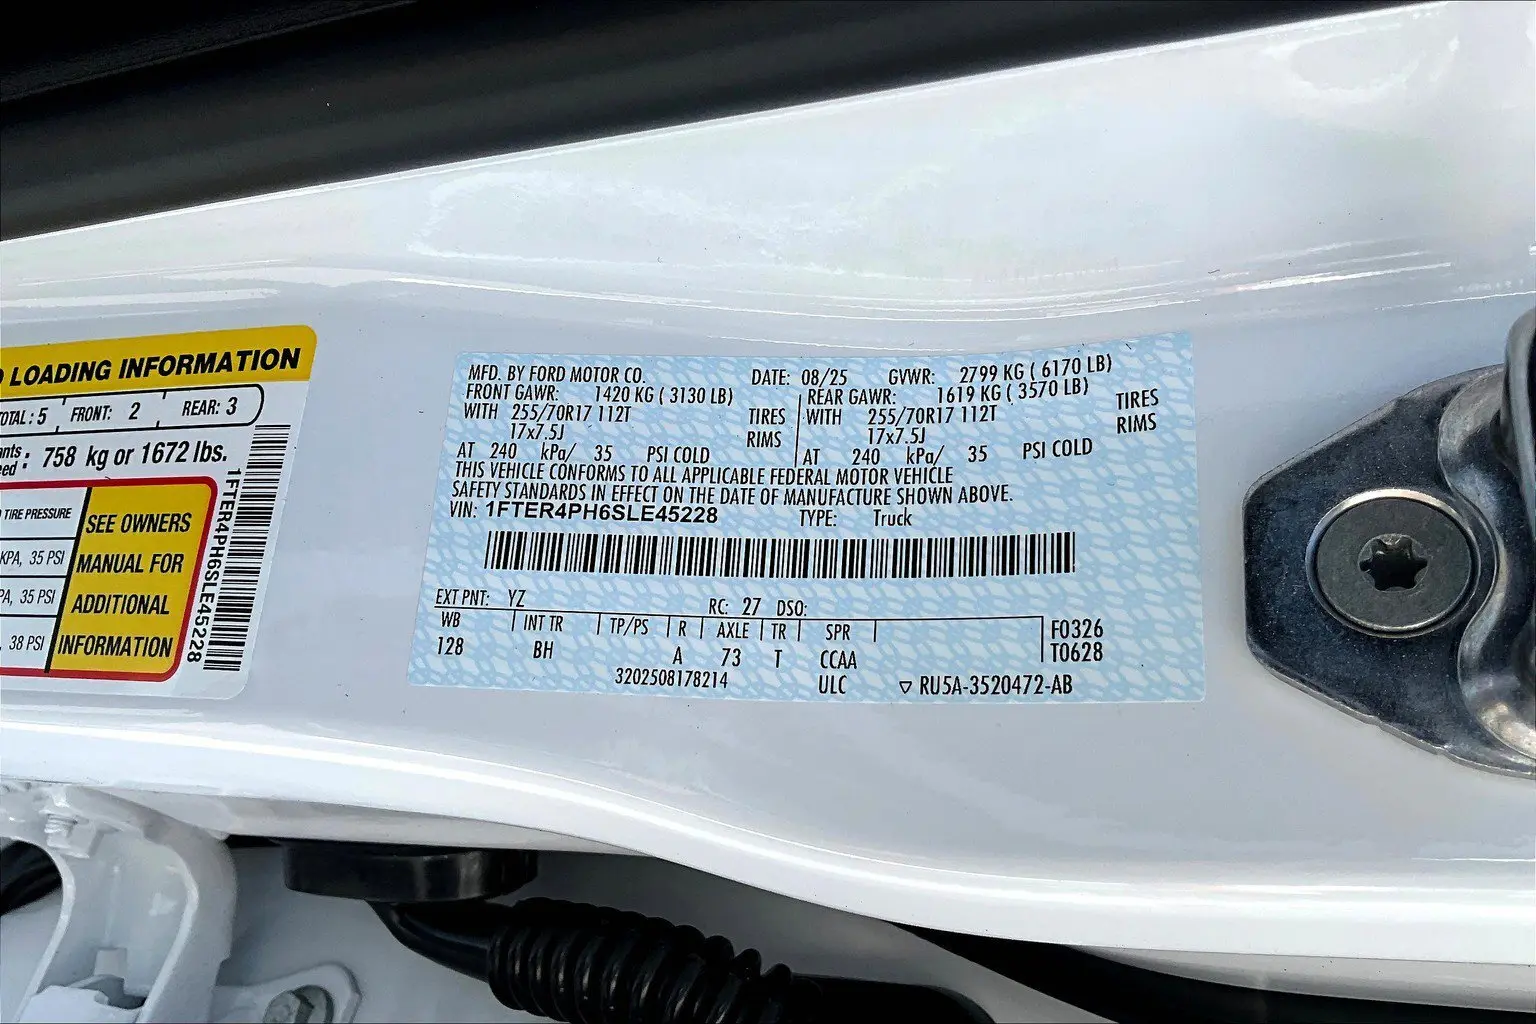 LOADING INFORMATION
TOTAL: 5 FRONT: 2 REAR: 3
758 kg or 1672 lbs.
TIRE PRESSURE
KPA, 35 PSI
35 PSI
38 PSI
SEE OWNERS
MANUAL FOR
ADDITIONAL
INFORMATION
1FTER4PH6SLE45228
MFD. BY FORD MOTOR CO. DATE: 08/25 GVWR: 2799 KG ( 6170 LB)
FRONT GAWR: 1420 KG ( 3130 LB) REAR GAWR: 1619 KG ( 3570 LB)
WITH 255/70R17 112T TIRES WITH 255/70R17 112T TIRES
17x7.5J RIMS 17x7.5J RIMS
AT 240 kPa/ 35 PSI COLD AT 240 kPa/ 35 PSI COLD
THIS VEHICLE CONFORMS TO ALL APPLICABLE FEDERAL MOTOR VEHICLE
SAFETY STANDARDS IN EFFECT ON THE DATE OF MANUFACTURE SHOWN ABOVE.
VIN: 1FTER4PH6SLE45228 TYPE: Truck
EXT PNT: YZ RC: 27 DSO:
WB INT TR TP/PS R AXLE TR SPR F0326
128 BH A 73 T CCAA T0628
3202508178214 ULC ▽ RU5A-3520472-AB